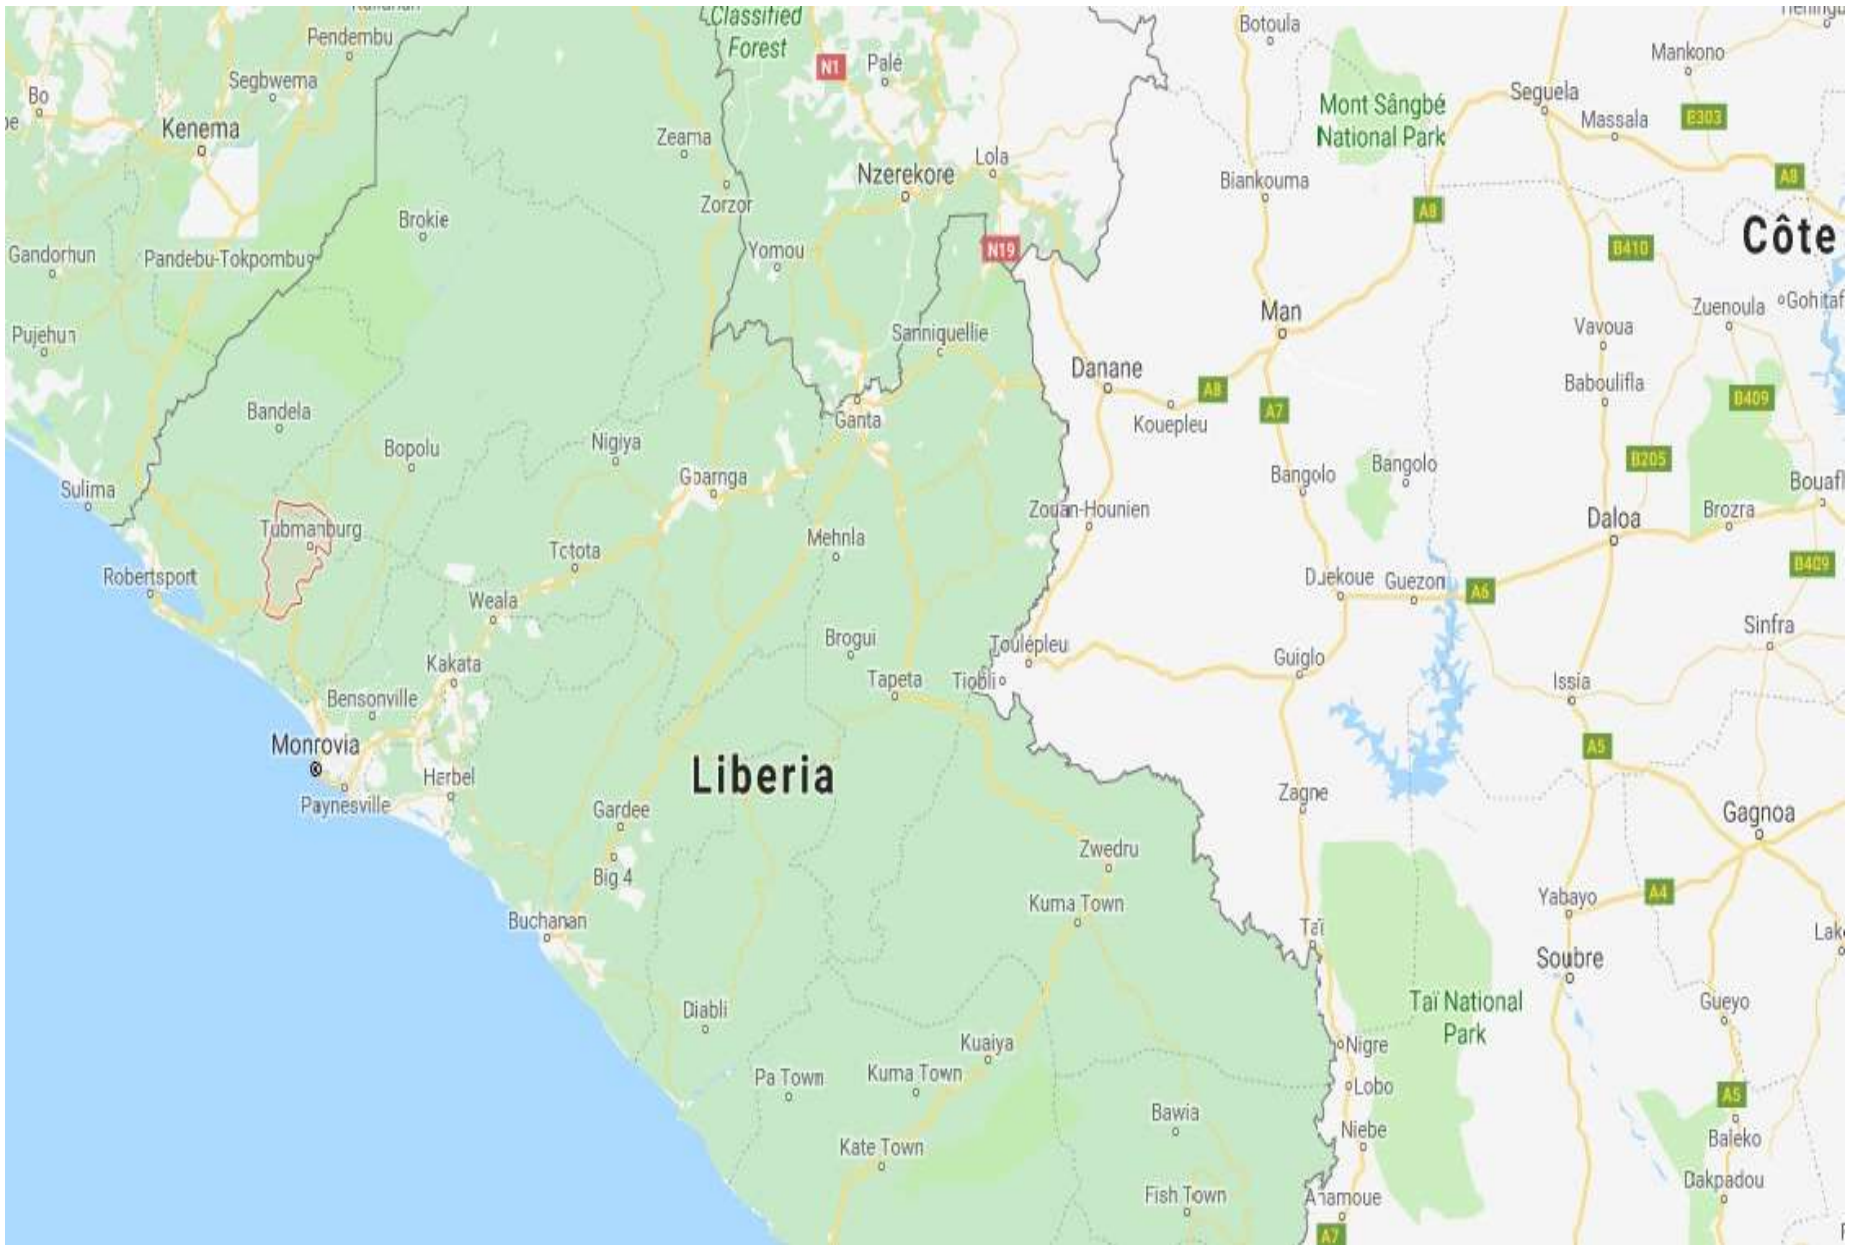 Classified
Forest
Botoula
Pendembu
N1
Palé
Mankono
Segbwema
Bo
Seguela
Mont Sângbé
National Park
Massala
B303
Kenema
Zeama
Lola
Nzerekore
Biankouma
A8
Zorzor
A8
Brokie
Côte
Gandorhun
Pandebu-Tokpombu
Yomou
N19
B410
Man
Zuenoula
Pujehun
Sanniquellie
Vavoua
Danane
A8
Baboulifla
B409
Bandela
A7
Ganta
Kouepleu
Bopolu
Nigiya
Gbarnga
Bangolo
Bangolo
B205
Sulima
Zouan-Hounien
Daloa
Brozra
Tubmanburg
Mehnla
Totota
B409
Robertsport
Duekoue
Guezon
A6
Weala
Brogui
Toulépleu
Sinfra
Kakata
Guiglo
Tapeta
Tiobli
Issia
Bensonville
Monrovia
A5
Liberia
Harbel
Paynesville
Zagne
Gardee
Gagnoa
Zwedru
Big 4
A4
Yabayo
Kuma Town
Buchanan
Taï
Soubre
Taï National
Park
Diabli
Gueyo
Kuaiya
Nigre
Pa Town
Kuma Town
Lobo
A5
Bawia
Niebe
Baleko
Kate Town
Dakpadou
Fish Town
A7